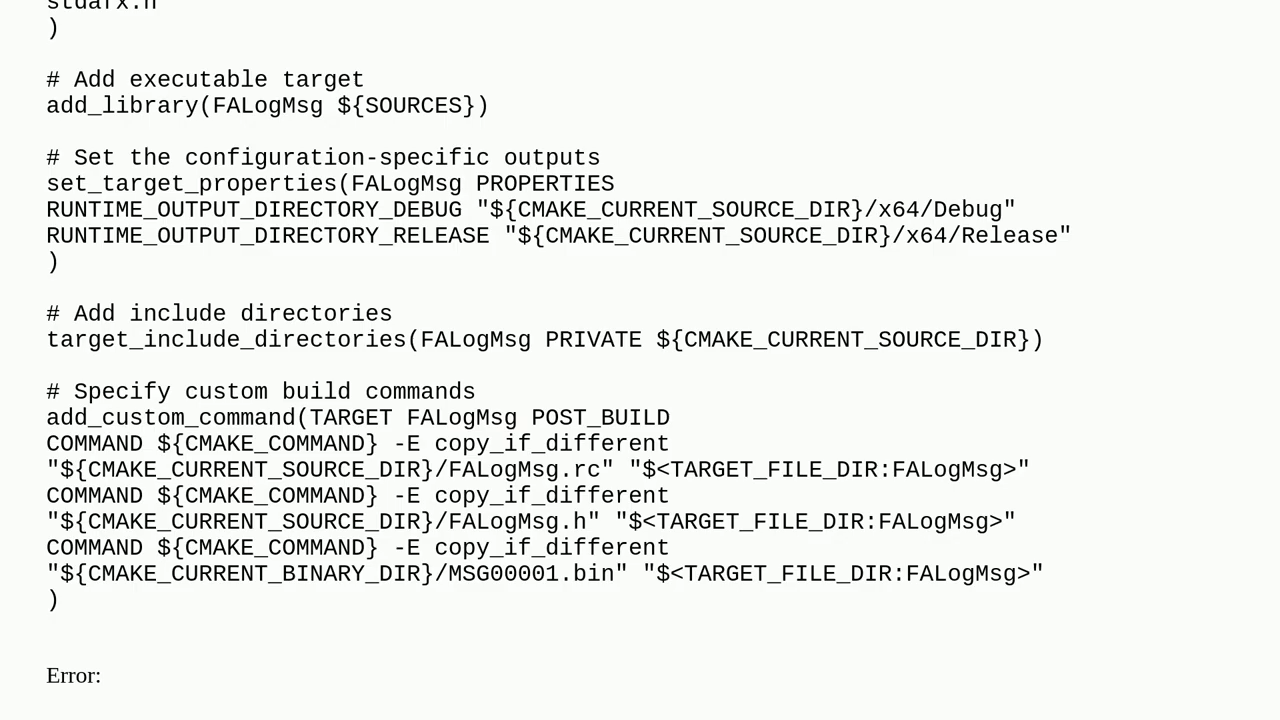 stdafx.h
)
# Add executable target
add_library(FALogMsg ${SOURCES})
# Set the configuration-specific outputs
set_target_properties(FALogMsg PROPERTIES
RUNTIME_OUTPUT_DIRECTORY_DEBUG "${CMAKE_CURRENT_SOURCE_DIR}/x64/Debug"
RUNTIME_OUTPUT_DIRECTORY_RELEASE "${CMAKE_CURRENT_SOURCE_DIR}/x64/Release"
)
# Add include directories
target_include_directories(FALogMsg PRIVATE ${CMAKE_CURRENT_SOURCE_DIR})
# Specify custom build commands
add_custom_command(TARGET FALogMsg POST_BUILD
COMMAND ${CMAKE_COMMAND} -E copy_if_different
"${CMAKE_CURRENT_SOURCE_DIR}/FALogMsg.rc" "$<TARGET_FILE_DIR:FALogMsg>"
COMMAND ${CMAKE_COMMAND} -E copy_if_different
"${CMAKE_CURRENT_SOURCE_DIR}/FALogMsg.h" "$<TARGET_FILE_DIR:FALogMsg>"
COMMAND ${CMAKE_COMMAND} -E copy_if_different
"${CMAKE_CURRENT_BINARY_DIR}/MSG00001.bin" "$<TARGET_FILE_DIR:FALogMsg>"
)
Error: